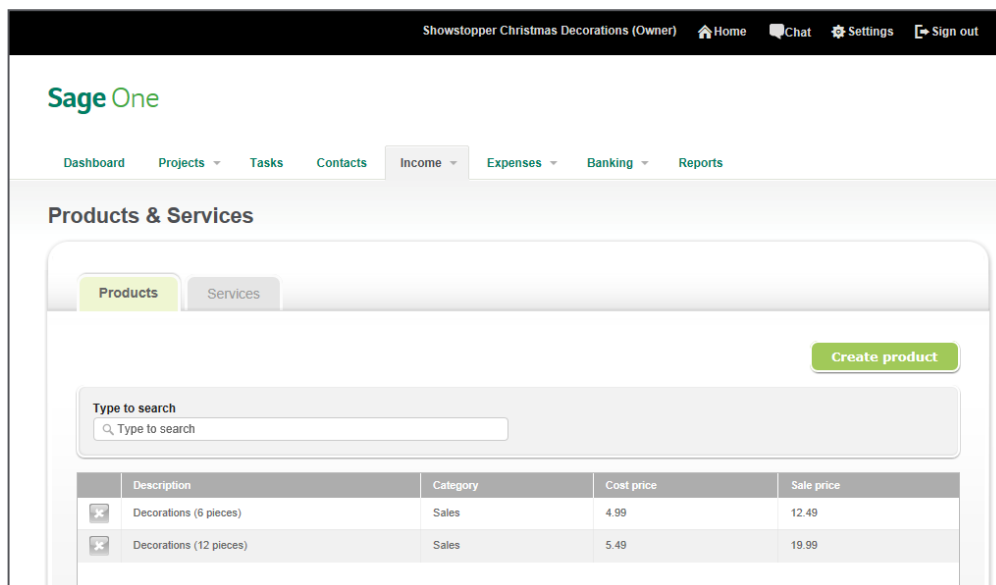 Showstopper Christmas Decorations (Owner) Home Chat Settings Sign out
Sage One
Dashboard Projects Tasks Contacts Income Expenses Banking Reports
Products & Services
Products Services
Create product
Type to search
Type to search
Description Category Cost price Sale price
Decorations (6 pieces) Sales 4.99 12.49
Decorations (12 pieces) Sales 5.49 19.99